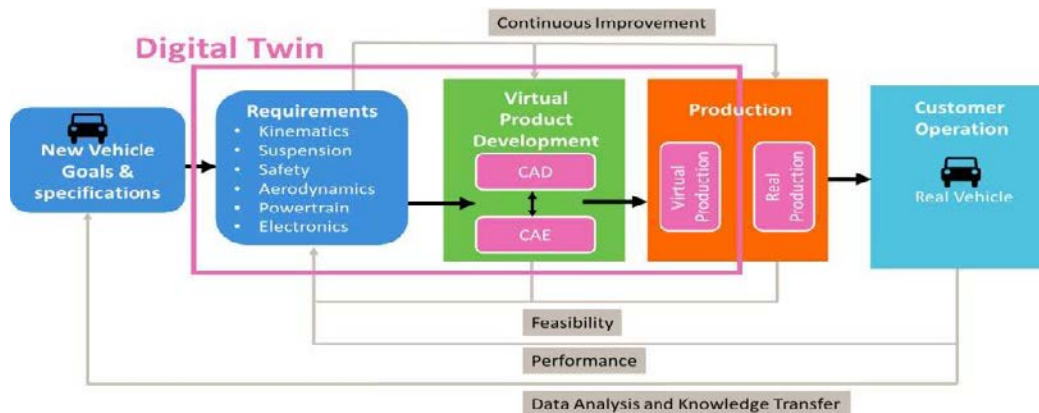 Continuous Improvement
Digital Twin
New Vehicle
Goals &
specifications
Requirements
• Kinematics
• Suspension
• Safety
• Aerodynamics
• Powertrain
• Electronics
Virtual
Product
Development
CAD
CAE
Production
Virtual
Production
Real
Production
Customer
Operation
Real Vehicle
Feasibility
Performance
Data Analysis and Knowledge Transfer